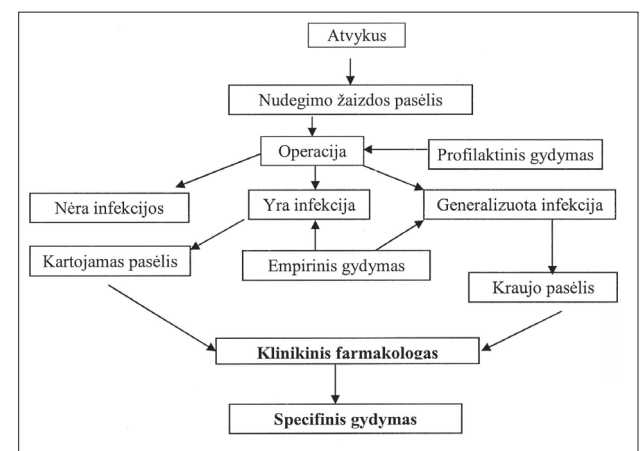 Atvykus
Nudegimo žaizdos pasėlis
Operacija
Profilaktinis gydymas
Nėra infekcijos
Yra infekcija
Generalizuota infekcija
Kartojamas pasėlis
Empirinis gydymas
Kraujo pasėlis
Klinikinis farmakologas
Specifinis gydymas